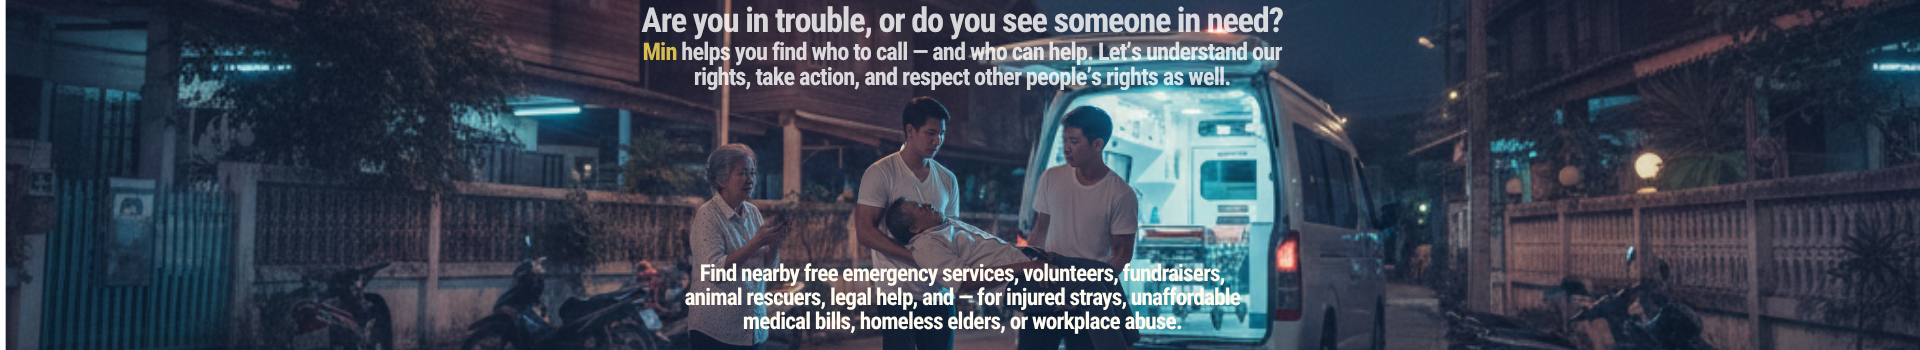 Are you in trouble, or do you see someone in need?
Min helps you find who to call — and who can help. Let's understand our
rights, take action, and respect other people's rights as well.
Find nearby free emergency services, volunteers, fundraisers,
animal rescuers, legal help, and — for injured strays, unaffordable
medical bills, homeless elders, or workplace abuse.